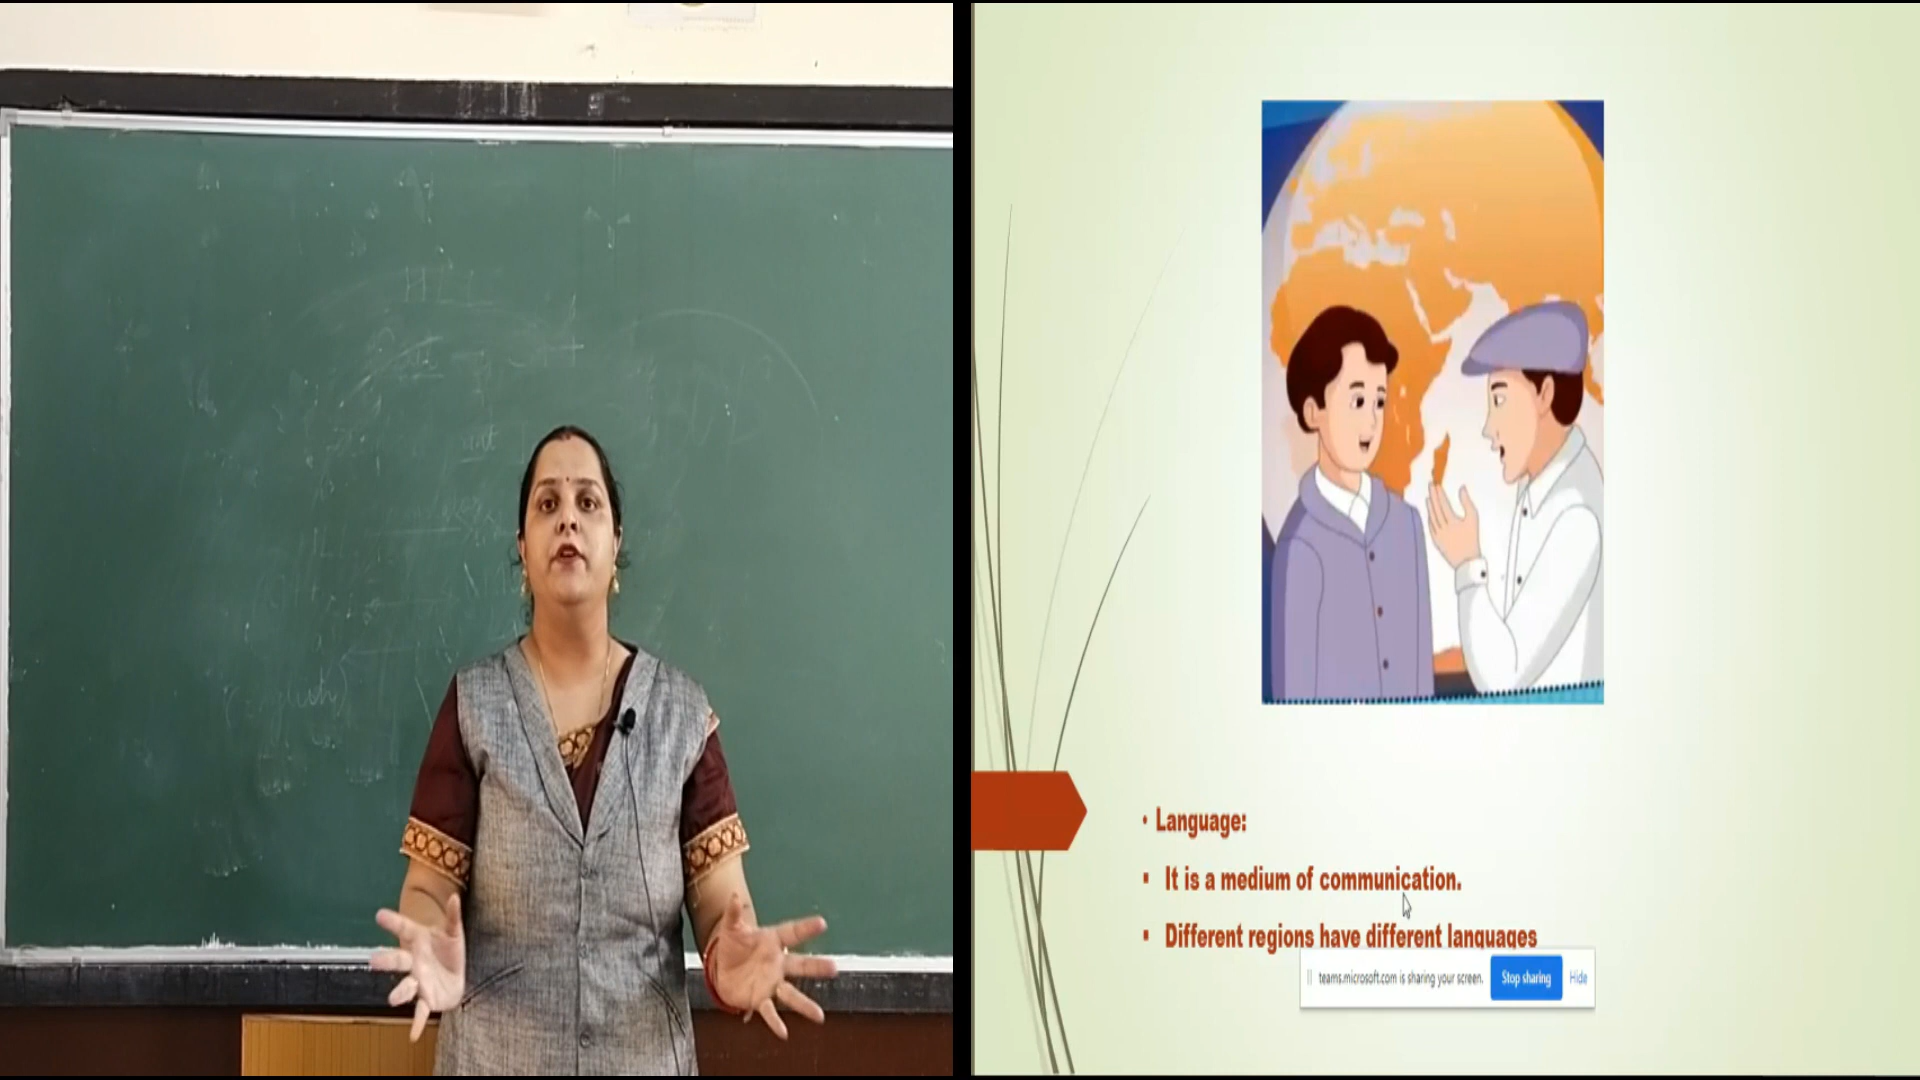 (English)
• Language:
▪ It is a medium of communication.
▪ Different regions have different languages
teams.microsoft.com is sharing your screen. Stop sharing Hide